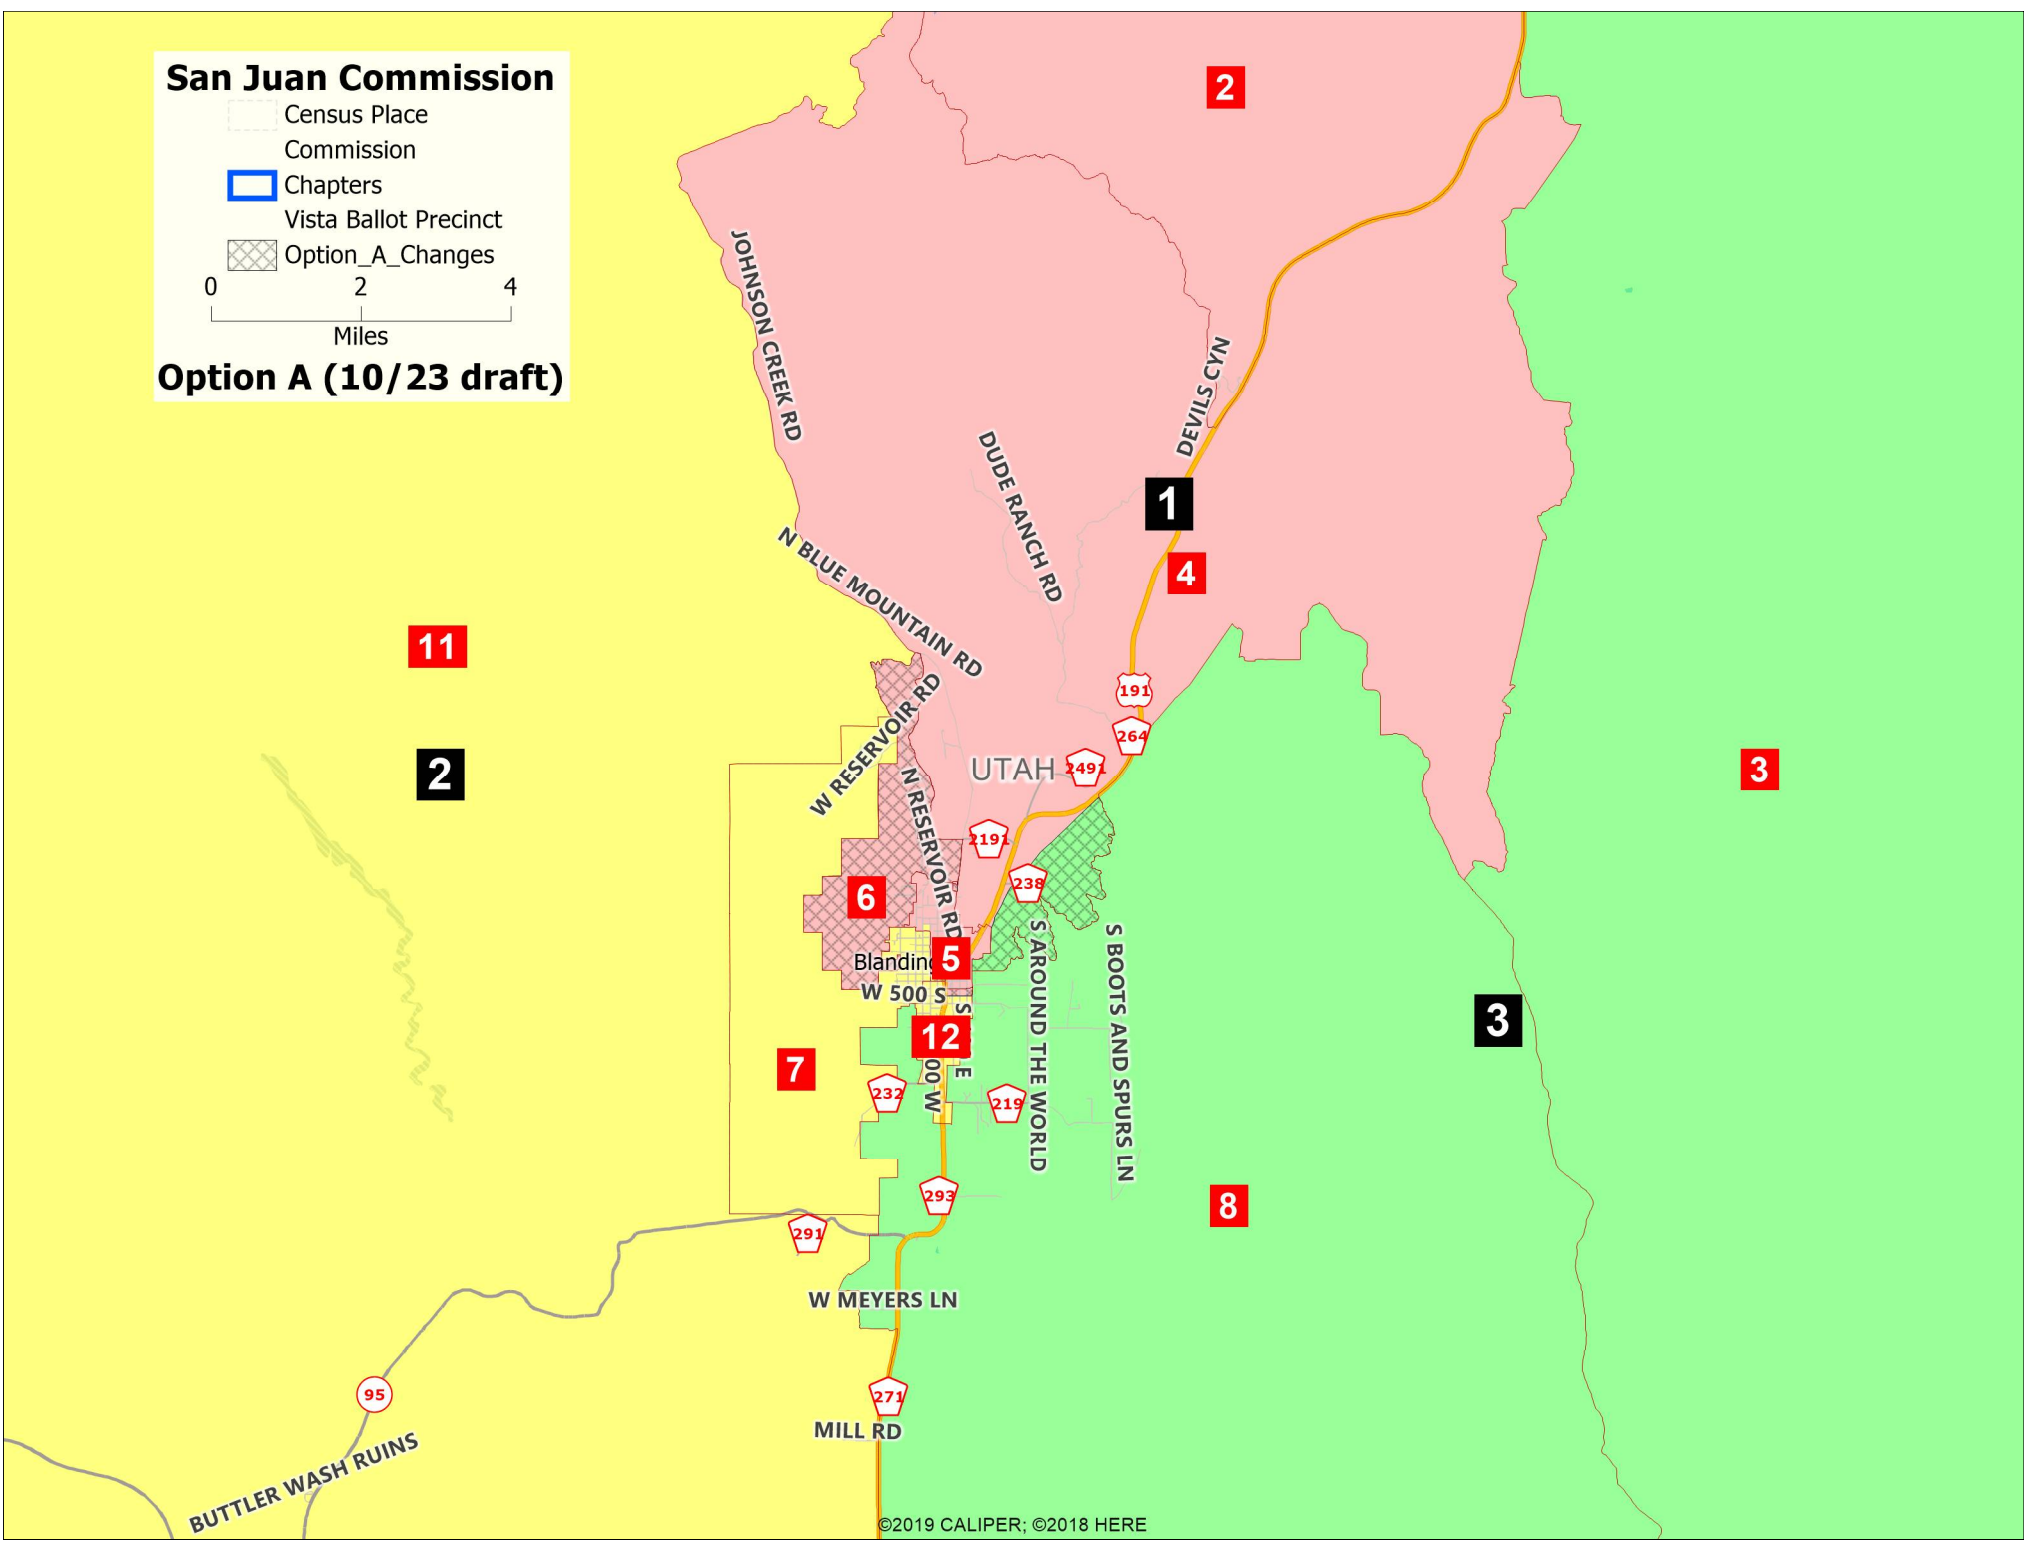 San Juan Commission
Census Place
Commission
Chapters
Vista Ballot Precinct
Option_A_Changes
0 2 4
Miles
Option A (10/23 draft)
2
JOHNSON CREEK RD
DEVILS CYN
DUDE RANCH RD
1
4
N BLUE MOUNTAIN RD
11
191
W RESERVOIR RD
264
2
UTAH
2491
3
N RESERVOIR RD
2191
238
6
5
Blanding
W 500 S
S AROUND THE WORLD
S BOOTS AND SPURS LN
3
12
7
232
219
293
8
291
W MEYERS LN
95
271
MILL RD
BUTTLER WASH RUINS
©2019 CALIPER; ©2018 HERE